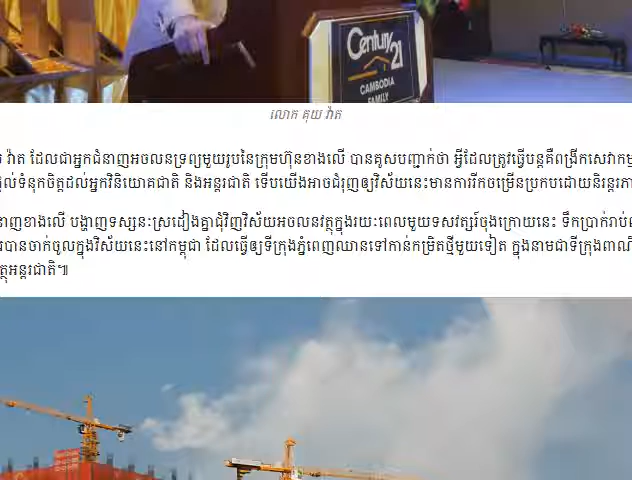 Century 21
CAMBODIA
FAMILY
លោក គុយ វ៉ាត
វ៉ាត ដែលជាអ្នកជំនាញអចលនទ្រព្យមួយរូបនៃក្រុមហ៊ុនខាងលើ បានគូសបញ្ជាក់ថា អ្វីដែលត្រូវធ្វើបន្តគឺពង្រីកសេវាកម្ម
ល់ទំនុកចិត្តដល់អ្នកវិនិយោគជាតិ និងអន្តរជាតិ ទើបយើងអាចជំរុញឲ្យវិស័យនេះមានការរីកចម្រើនប្រកបដោយនិរន្តរភា
នាញខាងលើ បង្ហាញទស្សនៈស្រដៀងគ្នាជុំវិញវិស័យអចលនវត្ថុក្នុងរយៈពេលមួយទសវត្សរ៍ចុងក្រោយនេះ ទឹកប្រាក់រាប់
របានចាក់ចូលក្នុងវិស័យនេះនៅកម្ពុជា ដែលធ្វើឲ្យទីក្រុងភ្នំពេញឈានទៅកាន់កម្រិតថ្មីមួយទៀត ក្នុងនាមជាទីក្រុងពាណិ
ត្ថុអន្តរជាតិ៕